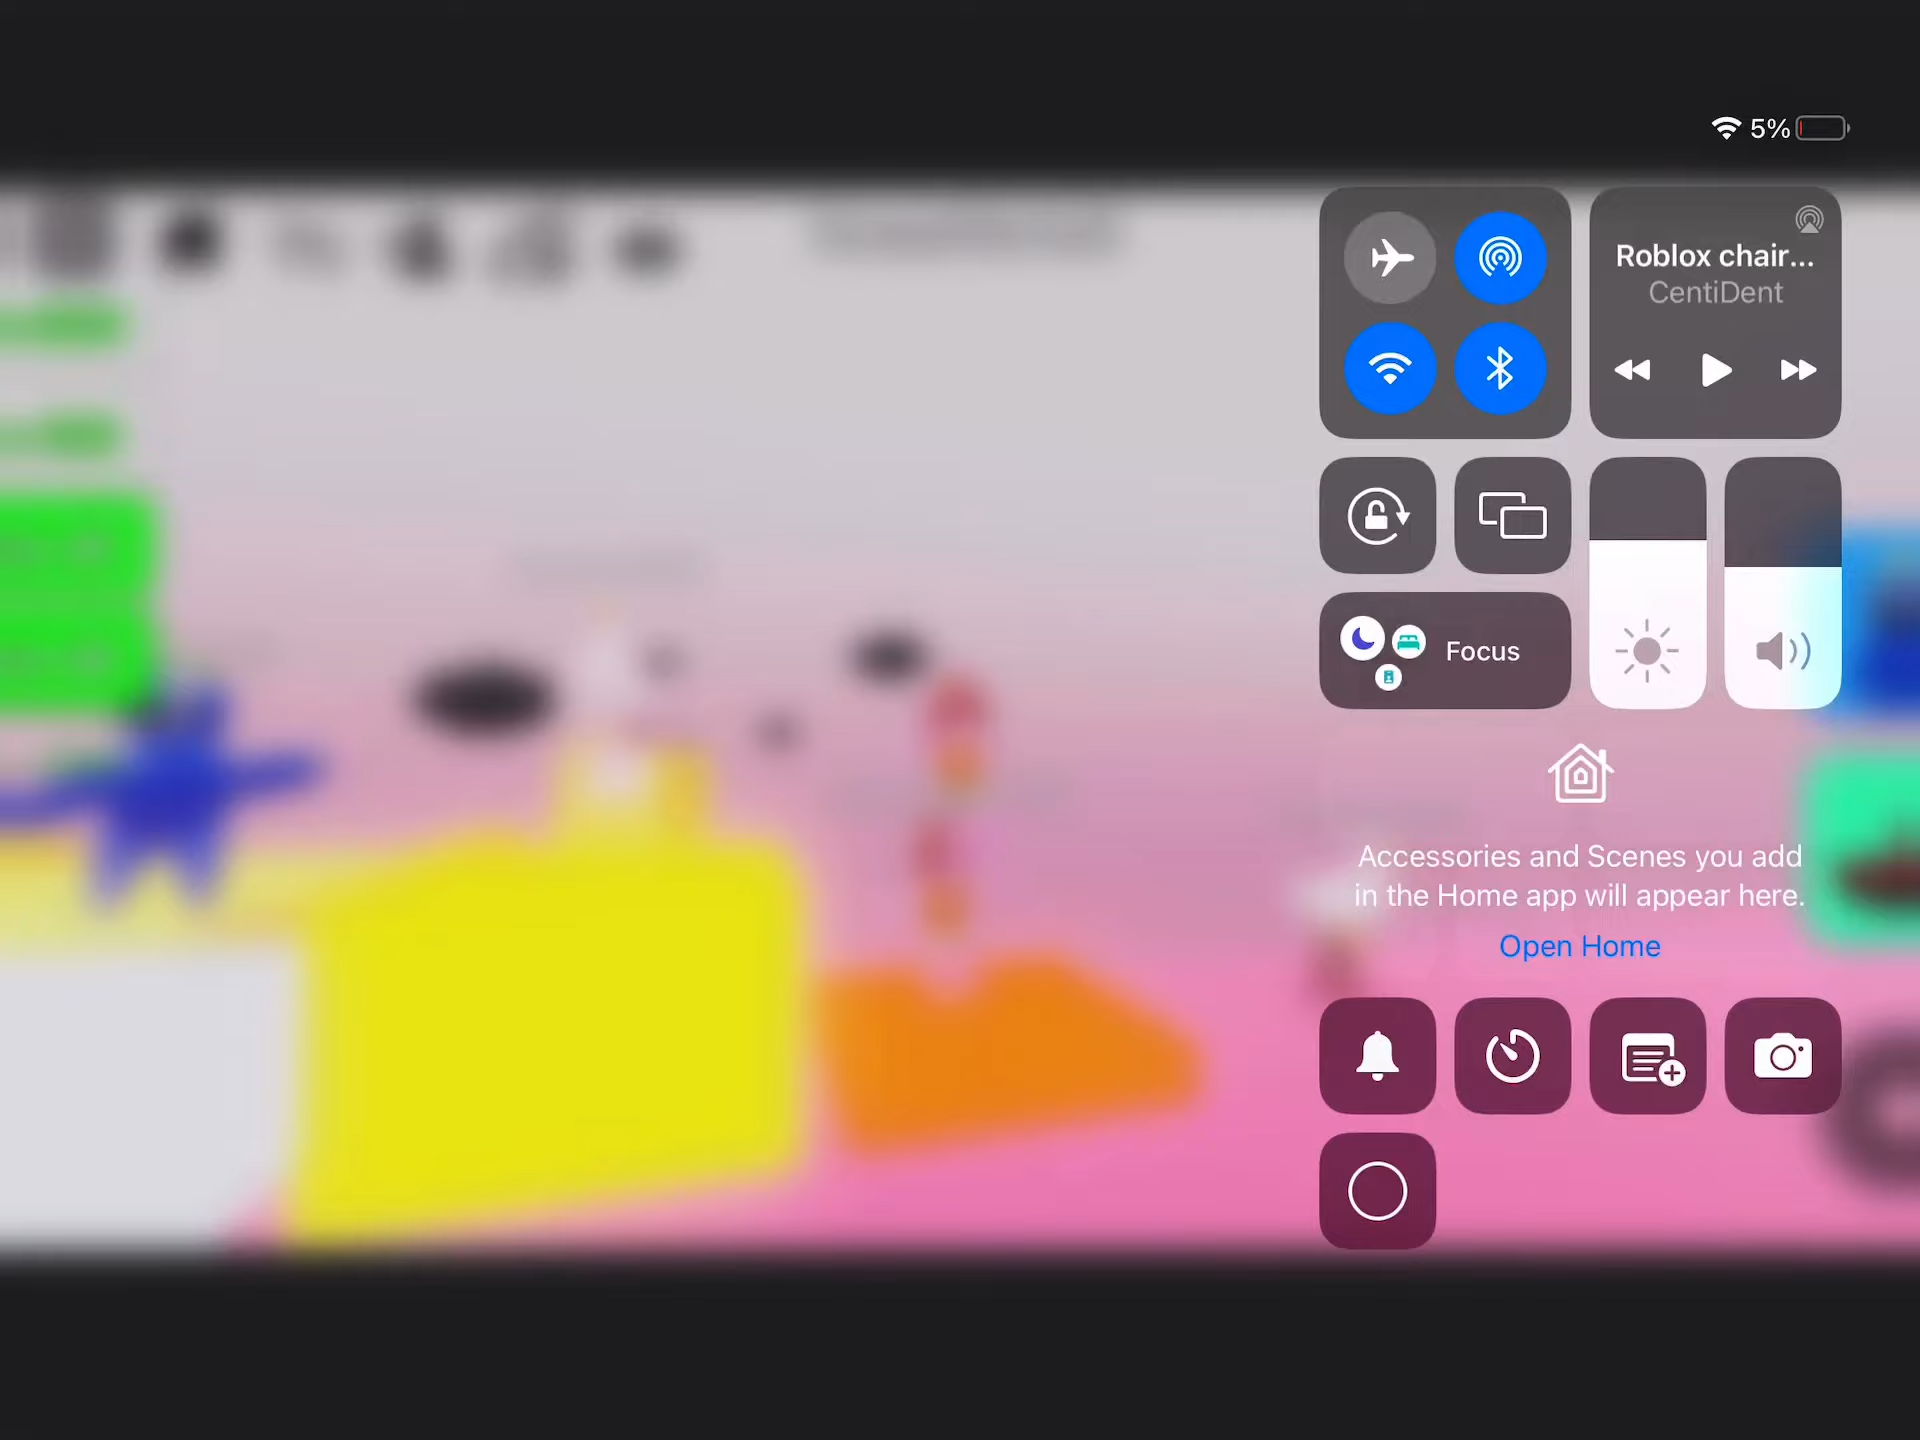 5%
Roblox chair...
CentiDent
Focus
Accessories and Scenes you add
in the Home app will appear here.
Open Home